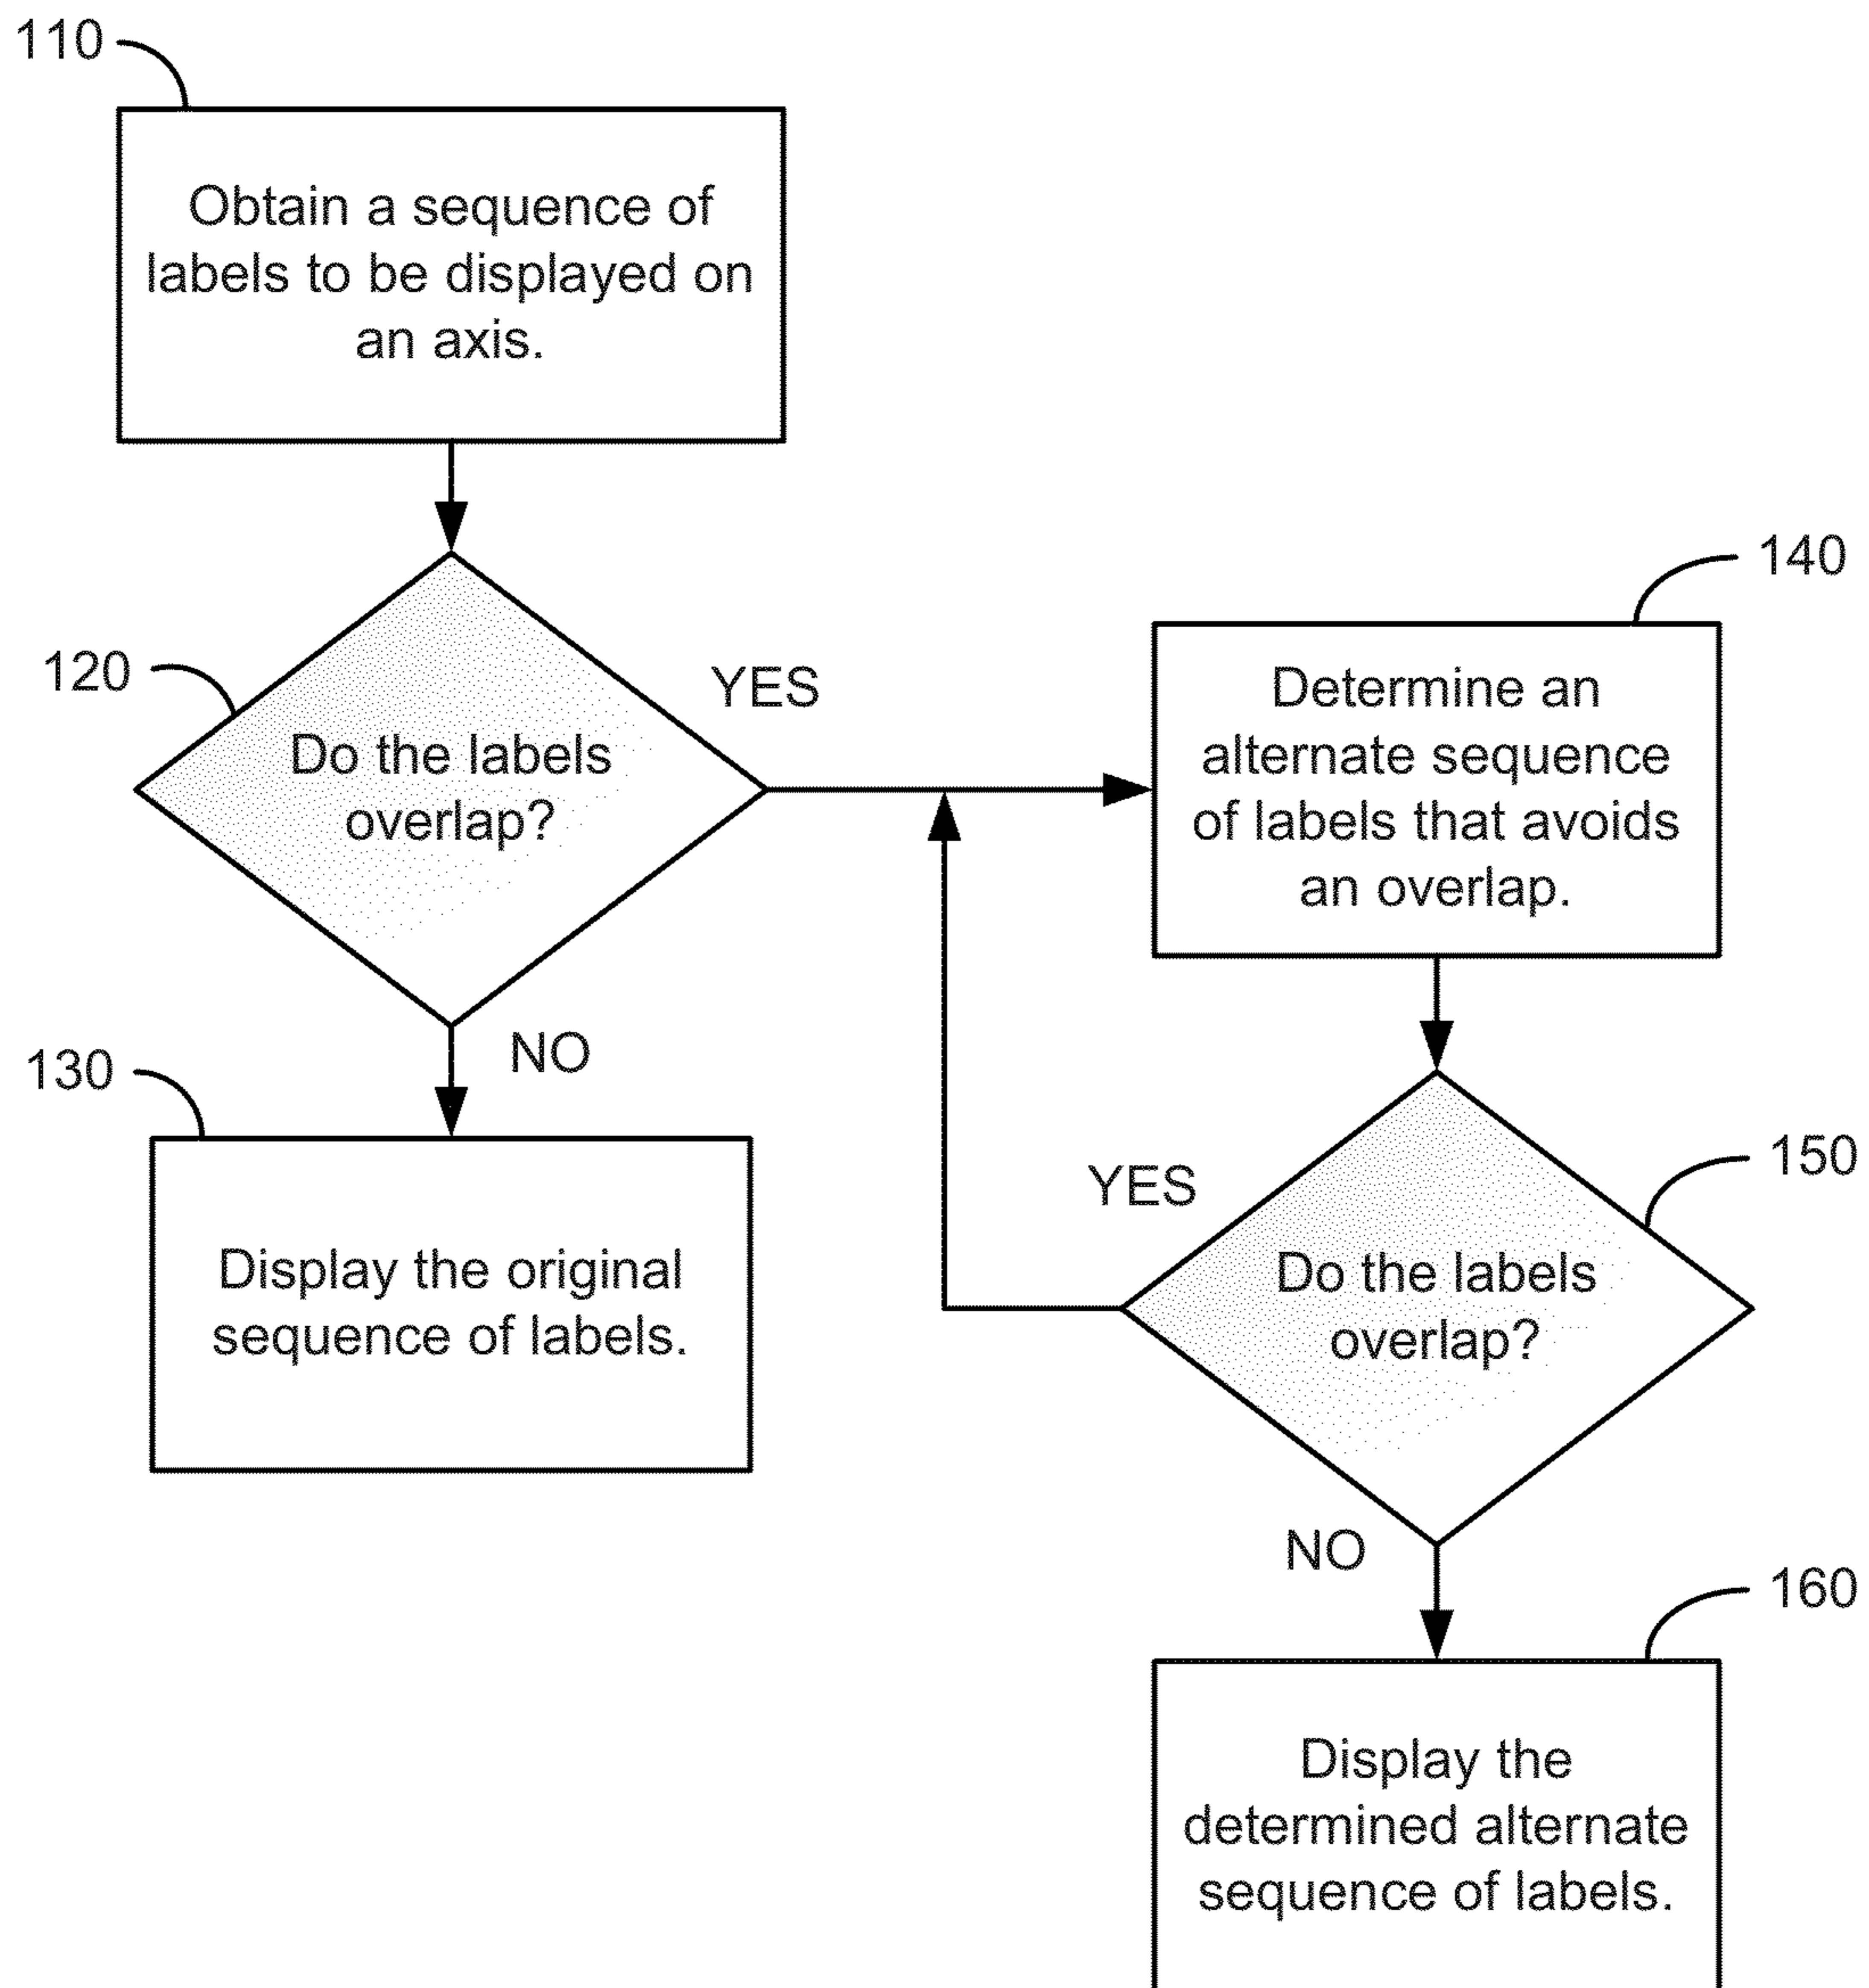 110
Obtain a sequence of
labels to be displayed on
an axis.
120
Do the labels
overlap?
YES
NO
130
Display the original
sequence of labels.
140
Determine an
alternate sequence
of labels that avoids
an overlap.
150
Do the labels
overlap?
YES
NO
160
Display the
determined alternate
sequence of labels.